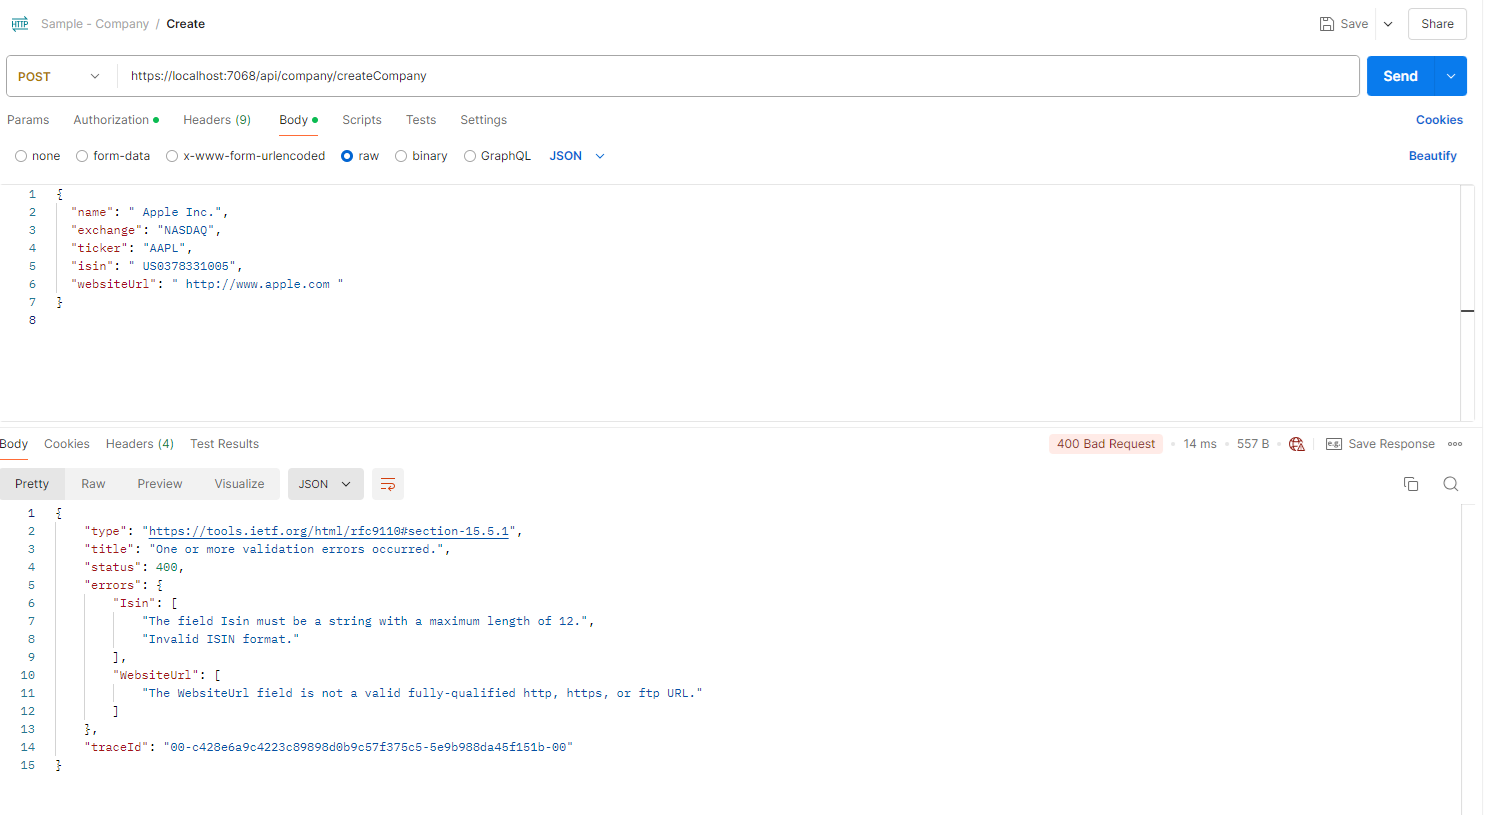 HTTP Sample - Company / Create Save Share
POST https://localhost:7068/api/company/createCompany Send
Params Authorization Headers (9) Body Scripts Tests Settings Cookies
none form-data x-www-form-urlencoded raw binary GraphQL JSON Beautify
1 {
2 "name": " Apple Inc.",
3 "exchange": "NASDAQ",
4 "ticker": "AAPL",
5 "isin": " US0378331005",
6 "websiteUrl": " http://www.apple.com "
7 }
8
Body Cookies Headers (4) Test Results 400 Bad Request 14 ms 557 B e.g. Save Response
Pretty Raw Preview Visualize JSON
1 {
2 "type": "https://tools.ietf.org/html/rfc9110#section-15.5.1",
3 "title": "One or more validation errors occurred.",
4 "status": 400,
5 "errors": {
6 "Isin": [
7 "The field Isin must be a string with a maximum length of 12.",
8 "Invalid ISIN format."
9 ],
10 "WebsiteUrl": [
11 "The WebsiteUrl field is not a valid fully-qualified http, https, or ftp URL."
12 ]
13 },
14 "traceId": "00-c428e6a9c4223c89898d0b9c57f375c5-5e9b988da45f151b-00"
15 }